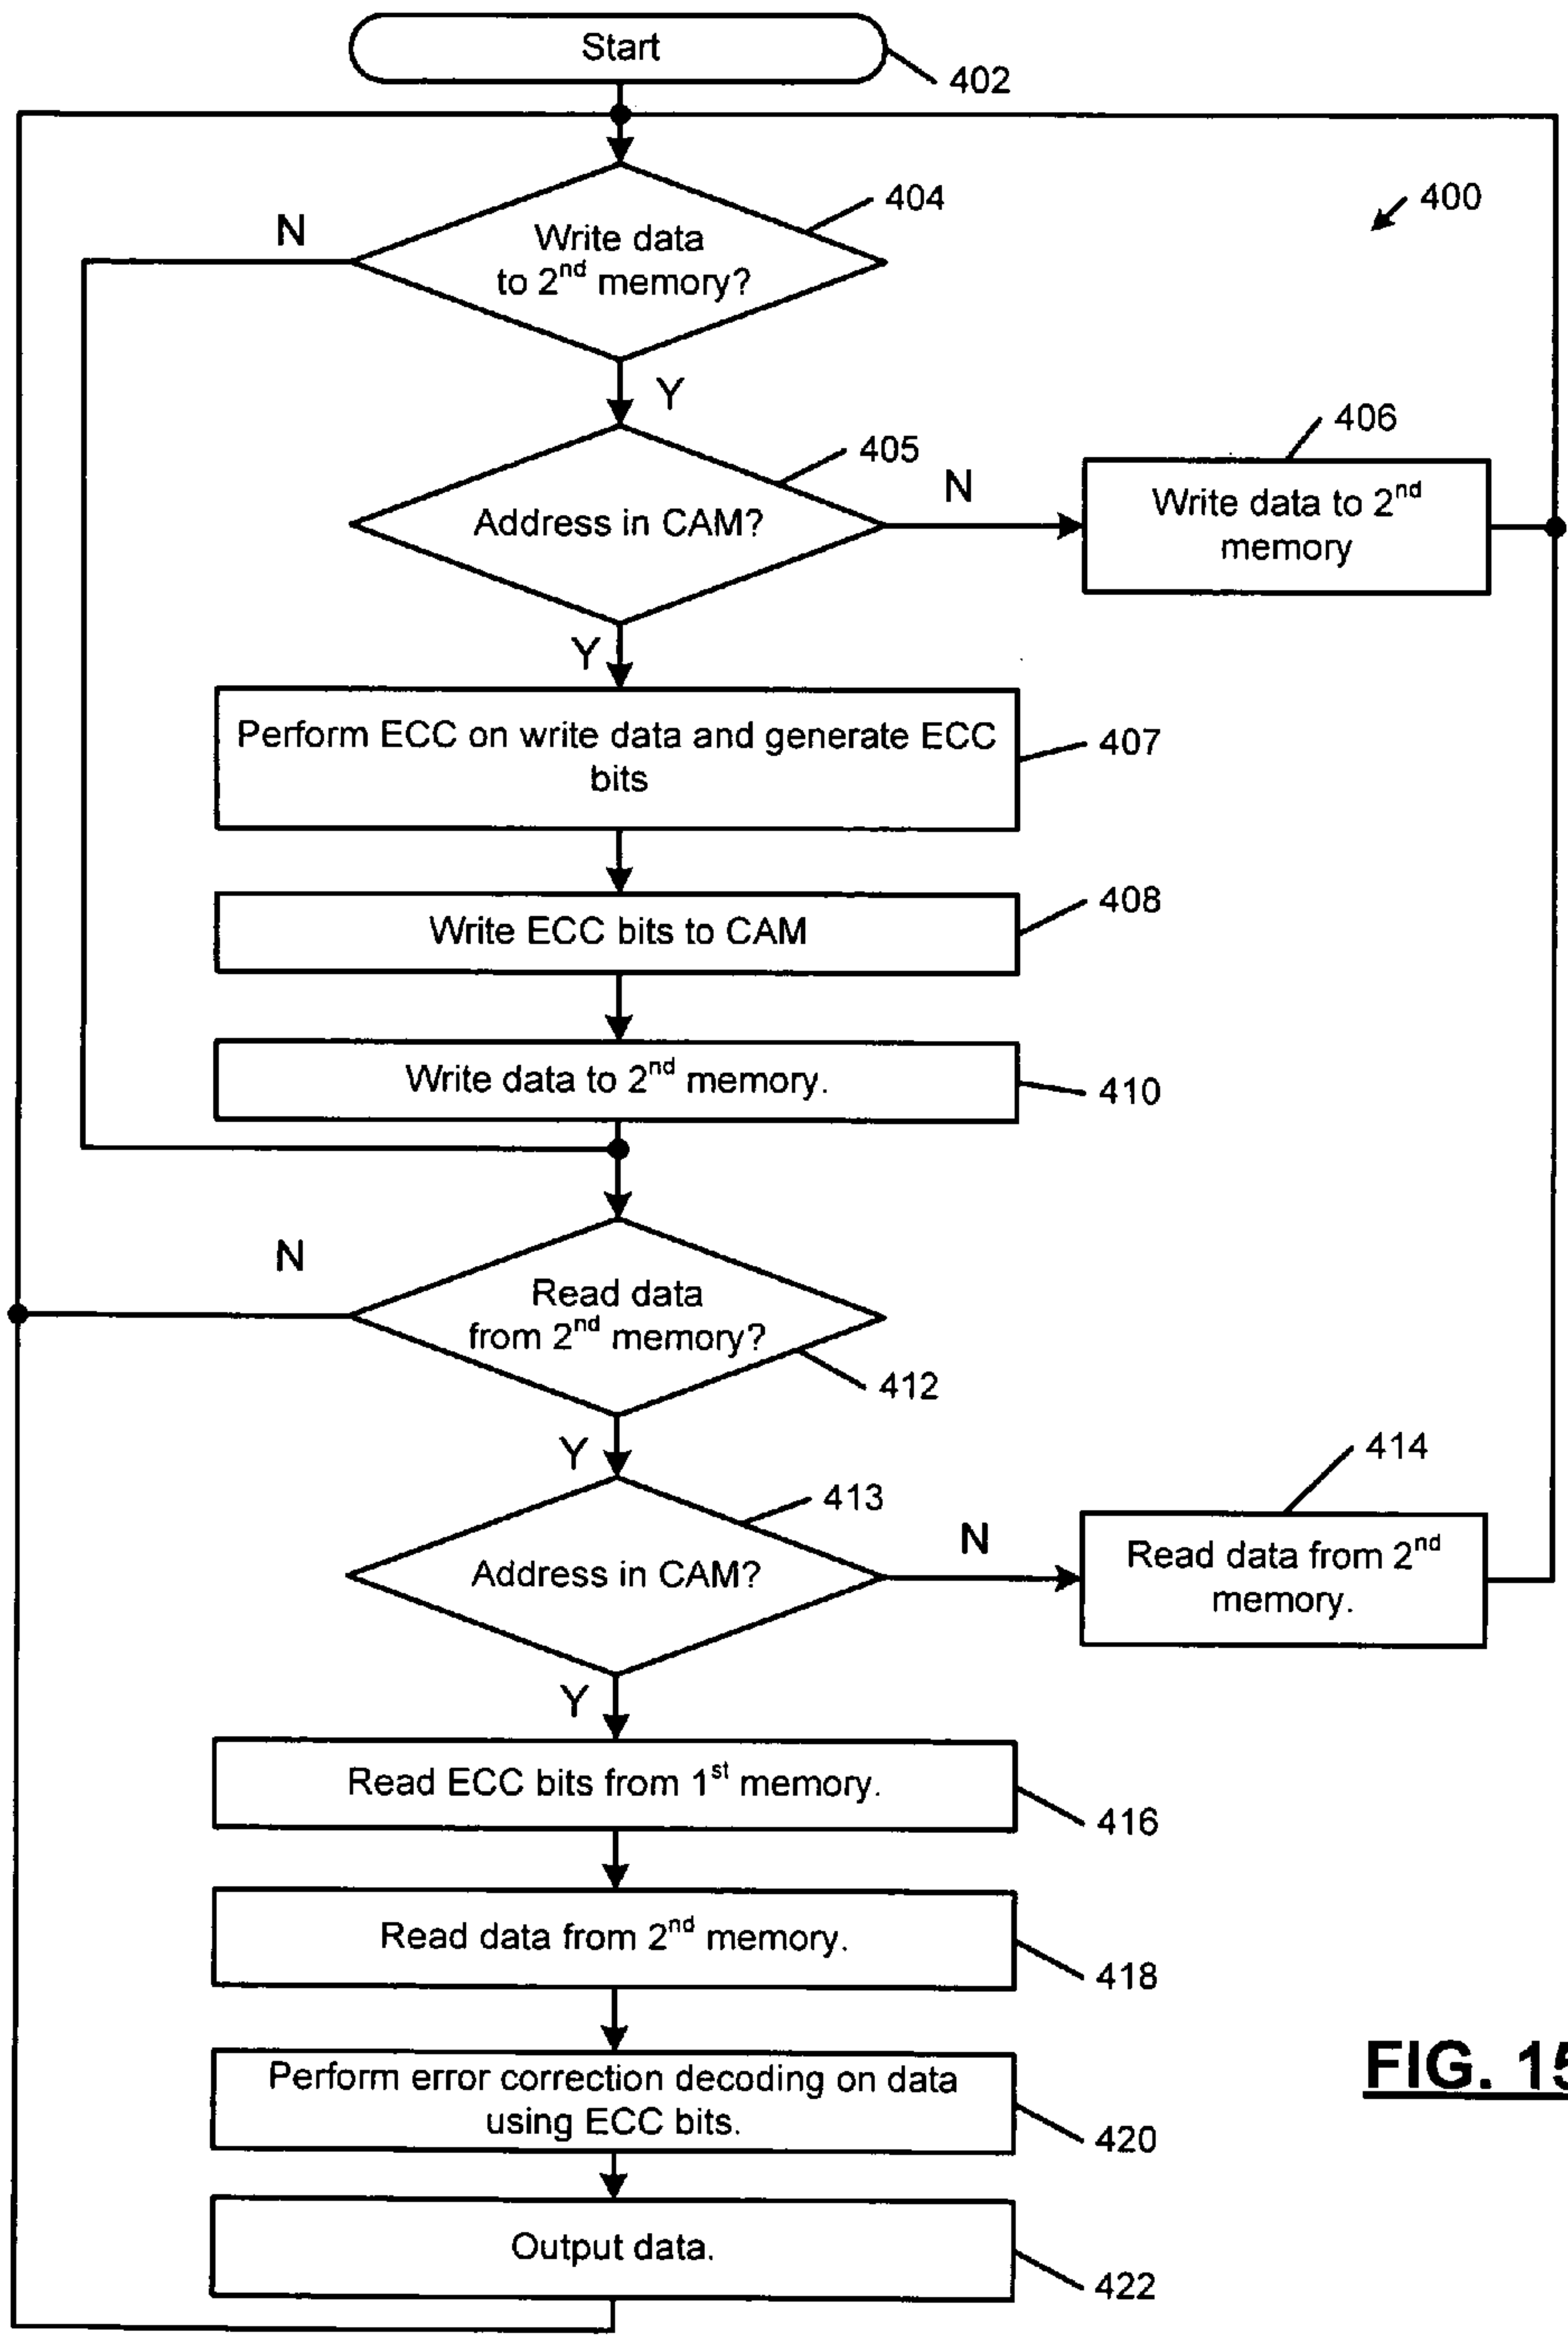 Start
402
400
404
N
Write data
to 2nd memory?
Y
405
406
N
Address in CAM?
Write data to 2nd
memory
Y
Perform ECC on write data and generate ECC
bits
407
408
Write ECC bits to CAM
Write data to 2nd memory.
410
N
Read data
from 2nd memory?
412
Y
414
413
N
Address in CAM?
Read data from 2nd
memory.
Y
Read ECC bits from 1st memory.
416
Read data from 2nd memory.
418
FIG. 15
Perform error correction decoding on data
using ECC bits.
420
Output data.
422